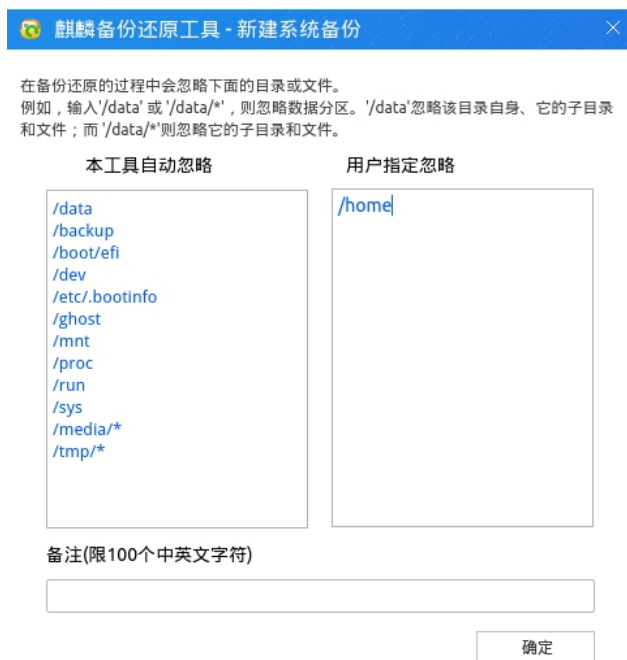 麒麟备份还原工具 - 新建系统备份
在备份还原的过程中会忽略下面的目录或文件。
例如，输入'/data' 或 '/data/*'，则忽略数据分区。'/data'忽略该目录自身、它的子目录
和文件；而 '/data/*'则忽略它的子目录和文件。
本工具自动忽略
/data
/backup
/boot/efi
/dev
/etc/.bootinfo
/ghost
/mnt
/proc
/run
/sys
/media/*
/tmp/*
用户指定忽略
/home
备注(限100个中英文字符)
确定